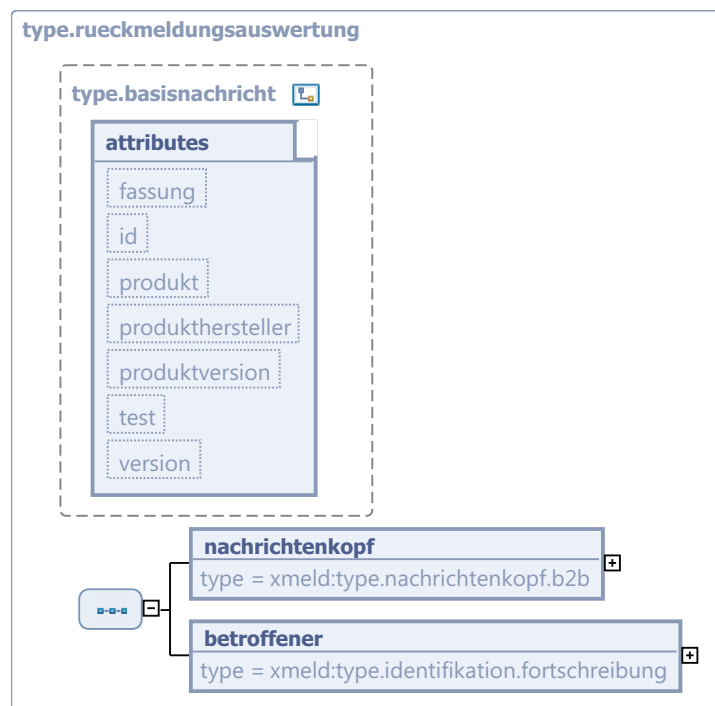 type.rueckmeldungsauswertung
type.basisnachricht
attributes
fassung
id
produkt
produkthersteller
produktversion
test
version
nachrichtenkopf
type = xmeld:type.nachrichtenkopf.b2b
betroffener
type = xmeld:type.identifikation.fortschreibung